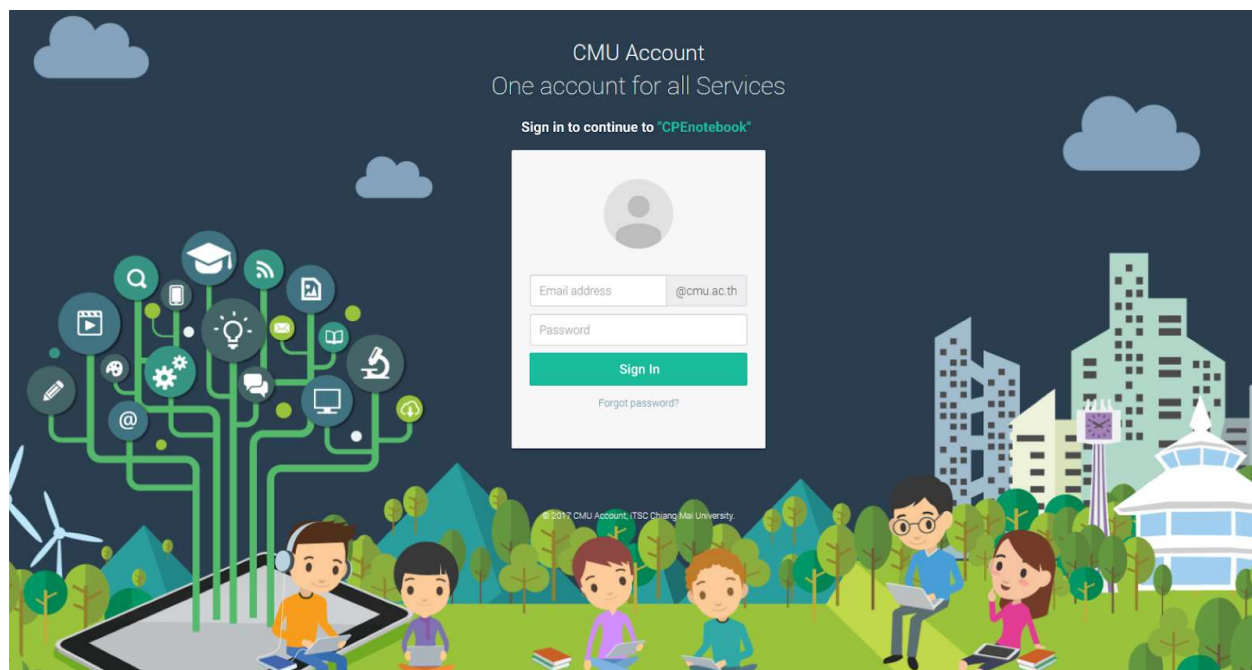 CMU Account
One account for all Services
Sign in to continue to "CPEnotebook"
Email address @cmu.ac.th
Password
Sign In
Forgot password?
@
© 2017 CMU Account, ITSC Chiang Mai University.